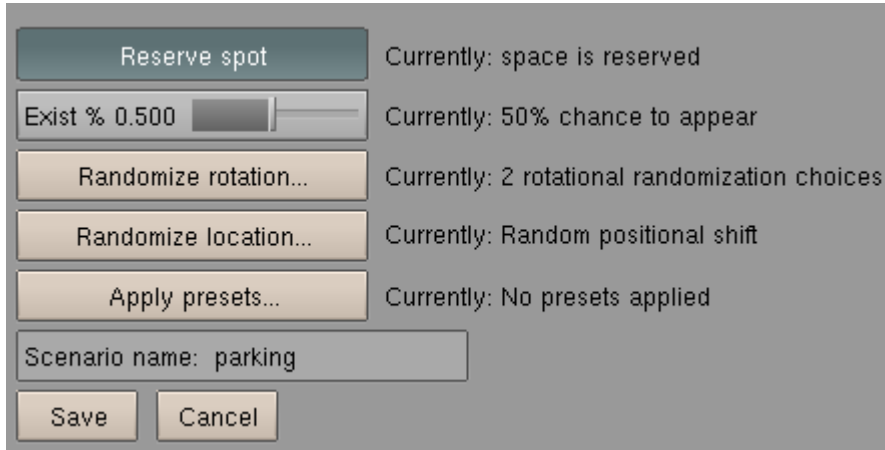 Reserve spot Currently: space is reserved
Exist % 0.500 Currently: 50% chance to appear
Randomize rotation... Currently: 2 rotational randomization choices
Randomize location... Currently: Random positional shift
Apply presets... Currently: No presets applied
Scenario name: parking
Save Cancel